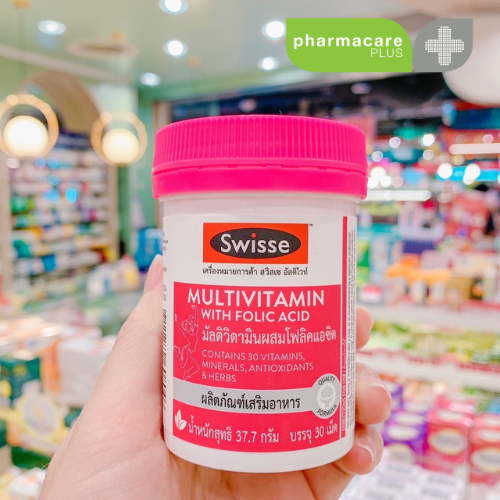 pharmacare
PLUS
Swisse
เครื่องหมายการค้า สวิสเซ อัลติไวท์
MULTIVITAMIN
WITH FOLIC ACID
มัลติวิตามินผสมโฟลิคแอซิด
CONTAINS 30 VITAMINS,
MINERALS, ANTIOXIDANTS
& HERBS
ผลิตภัณฑ์เสริมอาหาร
QUALITY
FORMULA
น้ำหนักสุทธิ 37.7 กรัม บรรจุ 30 เม็ด